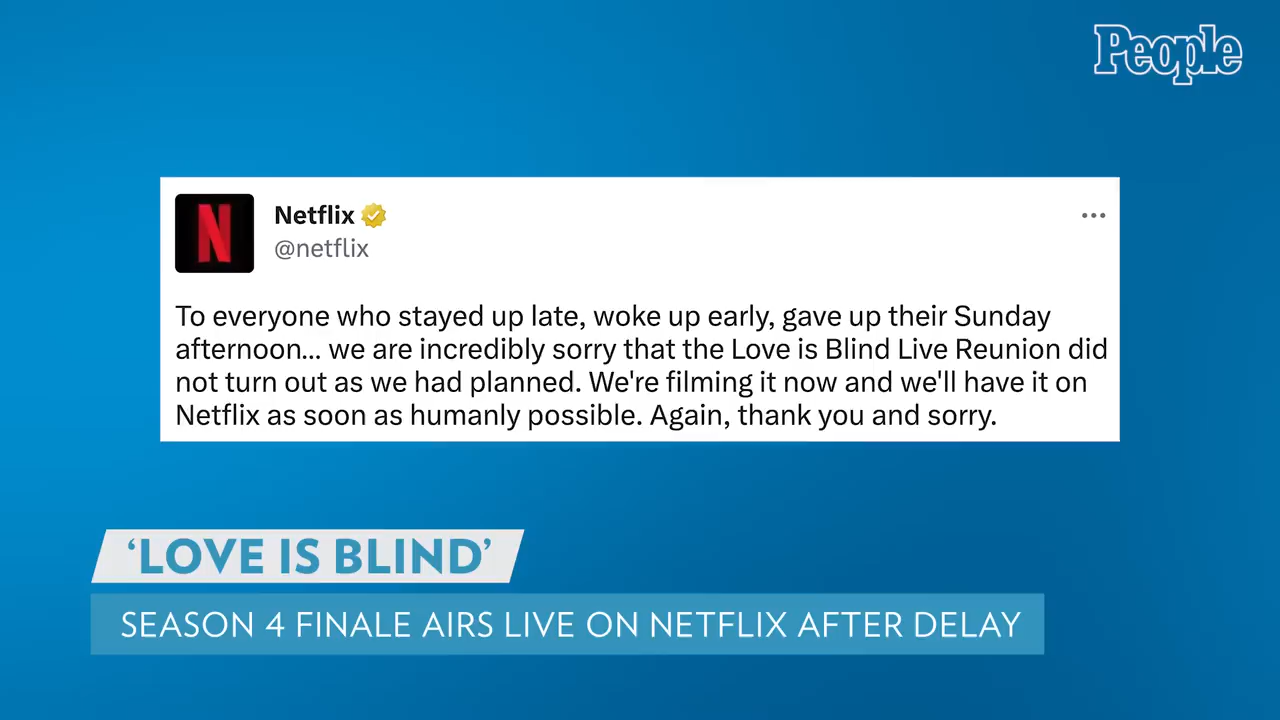 People
Netflix
@netflix
To everyone who stayed up late, woke up early, gave up their Sunday
afternoon... we are incredibly sorry that the Love is Blind Live Reunion did
not turn out as we had planned. We're filming it now and we'll have it on
Netflix as soon as humanly possible. Again, thank you and sorry.
‘LOVE IS BLIND’
SEASON 4 FINALE AIRS LIVE ON NETFLIX AFTER DELAY